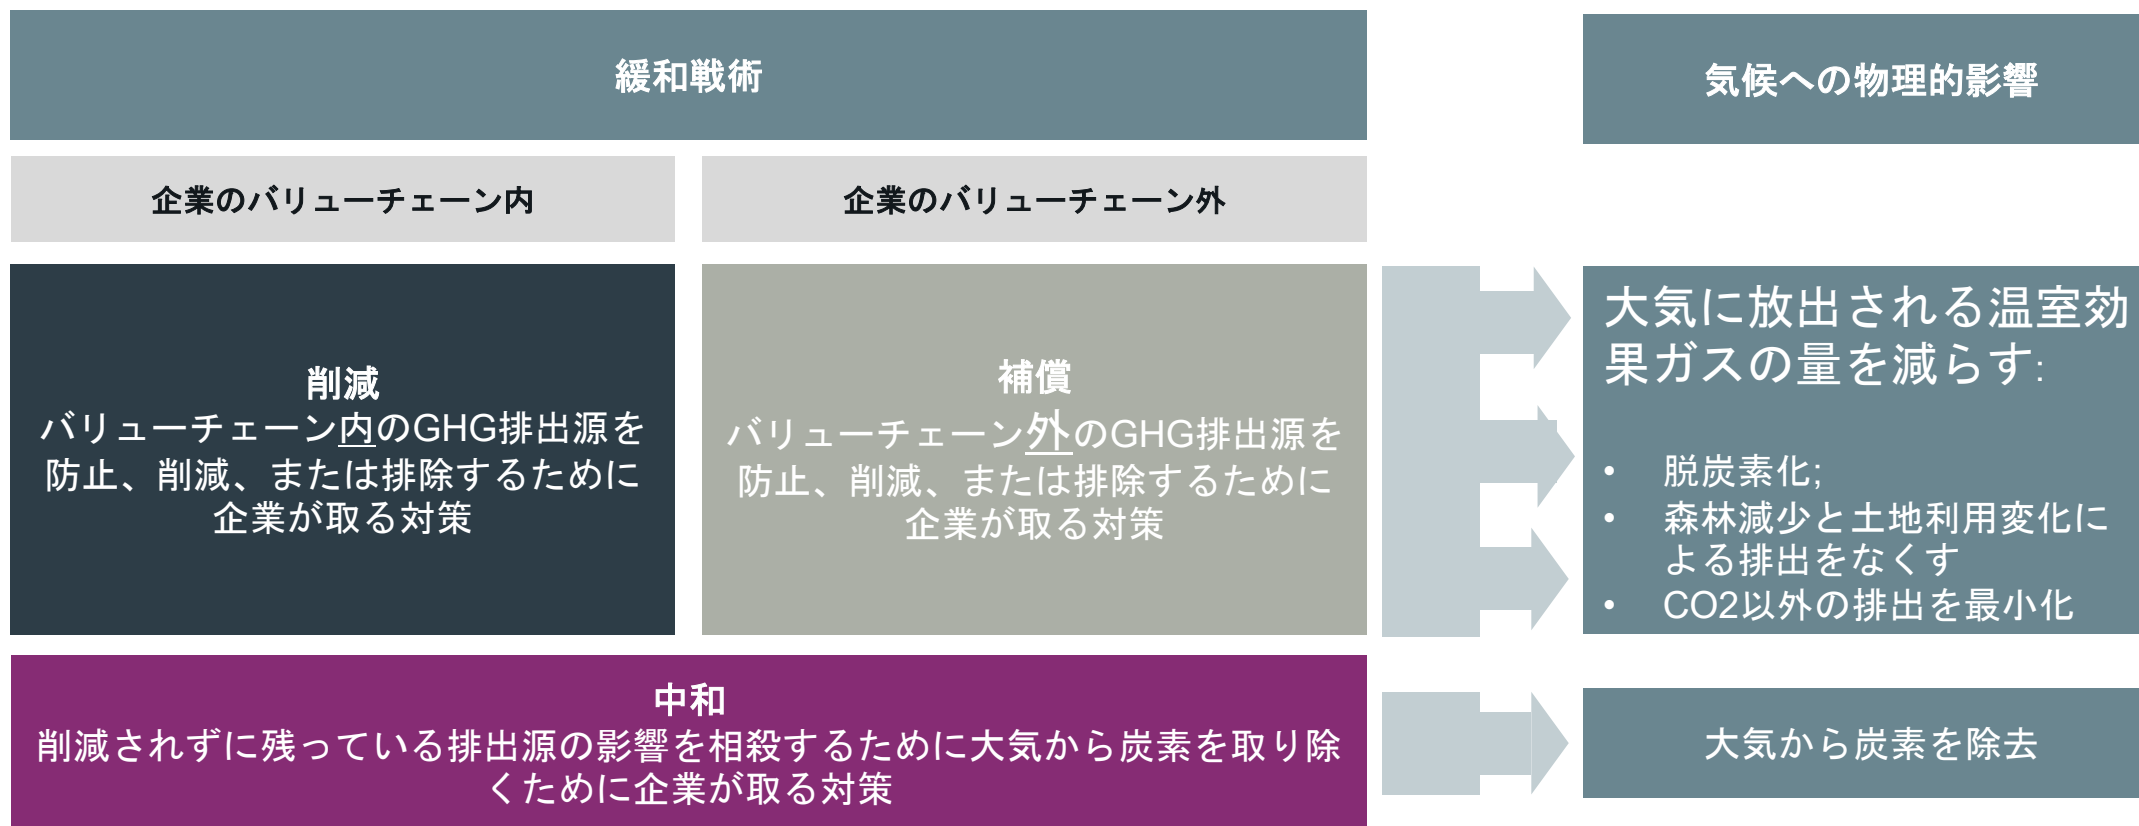 緩和戦術
気候への物理的影響
企業のバリューチェーン内
企業のバリューチェーン外
削減
バリューチェーン内のGHG排出源を
防止、削減、または排除するために
企業が取る対策
補償
バリューチェーン外のGHG排出源を
防止、削減、または排除するために
企業が取る対策
大気に放出される温室効
果ガスの量を減らす:
• 脱炭素化;
• 森林減少と土地利用変化に
よる排出をなくす
• CO2以外の排出を最小化
中和
削減されずに残っている排出源の影響を相殺するために大気から炭素を取り除
くために企業が取る対策
大気から炭素を除去